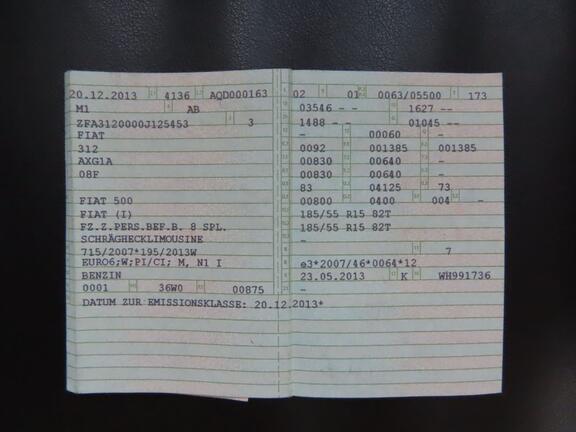 20.12.2013 4136 AQD000163
M1 AB
ZFA3120000J125453 3
FIAT
312
AXG1A
08F
FIAT 500
FIAT (I)
FZ.Z.PERS.BEF.B. 8 SPL.
SCHRÄGHECKLIMOUSINE
715/2007*195/2013W
EURO6;W;PI/CI; M, N1 I
BENZIN
0001 36W0 00875
DATUM ZUR EMISSIONSKLASSE: 20.12.2013*
02 01 0063/05500 173
03546 - - 1627 --
1488 - - 01045 --
- 00060 -
0092 001385 001385
00830 00640 -
00830 00640 -
83 04125 73
00800 0400 004 -
185/55 R15 82T
185/55 R15 82T
-
7
e3*2007/46*0064*12
23.05.2013 K WH991736
-